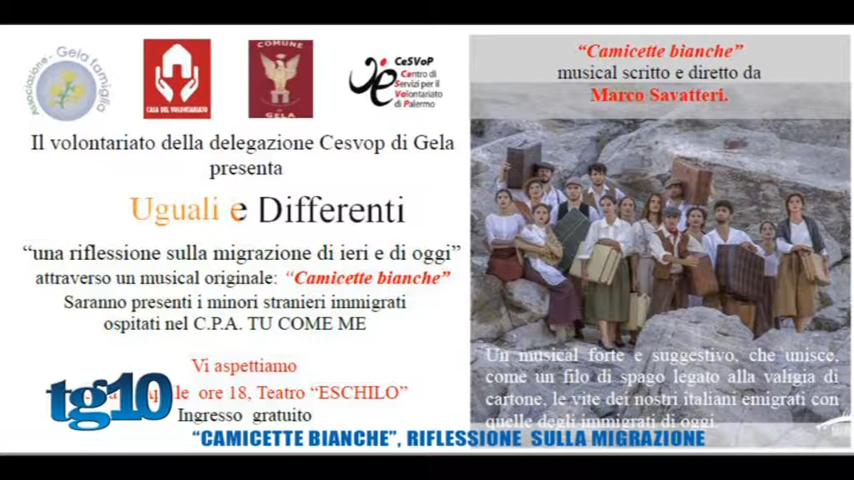 Associazione - Gela famiglia
CASA DEL VOLONTARIATO
COMUNE
di
GELA
CeSVoP
Centro di
Servizi per il
Volontariato
di Palermo
Il volontariato della delegazione Cesvop di Gela
presenta
Uguali e Differenti
“una riflessione sulla migrazione di ieri e di oggi”
attraverso un musical originale: “Camicette bianche”
Saranno presenti i minori stranieri immigrati
ospitati nel C.P.A. TU COME ME
Vi aspettiamo
ore 18, Teatro “ESCHILO”
Ingresso gratuito
“Camicette bianche”
musical scritto e diretto da
Marco Savatteri.
Un musical forte e suggestivo, che unisce,
come un filo di spago legato alla valigia di
cartone, le vite dei nostri italiani emigrati con
quelle degli immigrati di oggi.
tg10
“CAMICETTE BIANCHE”, RIFLESSIONE SULLA MIGRAZIONE